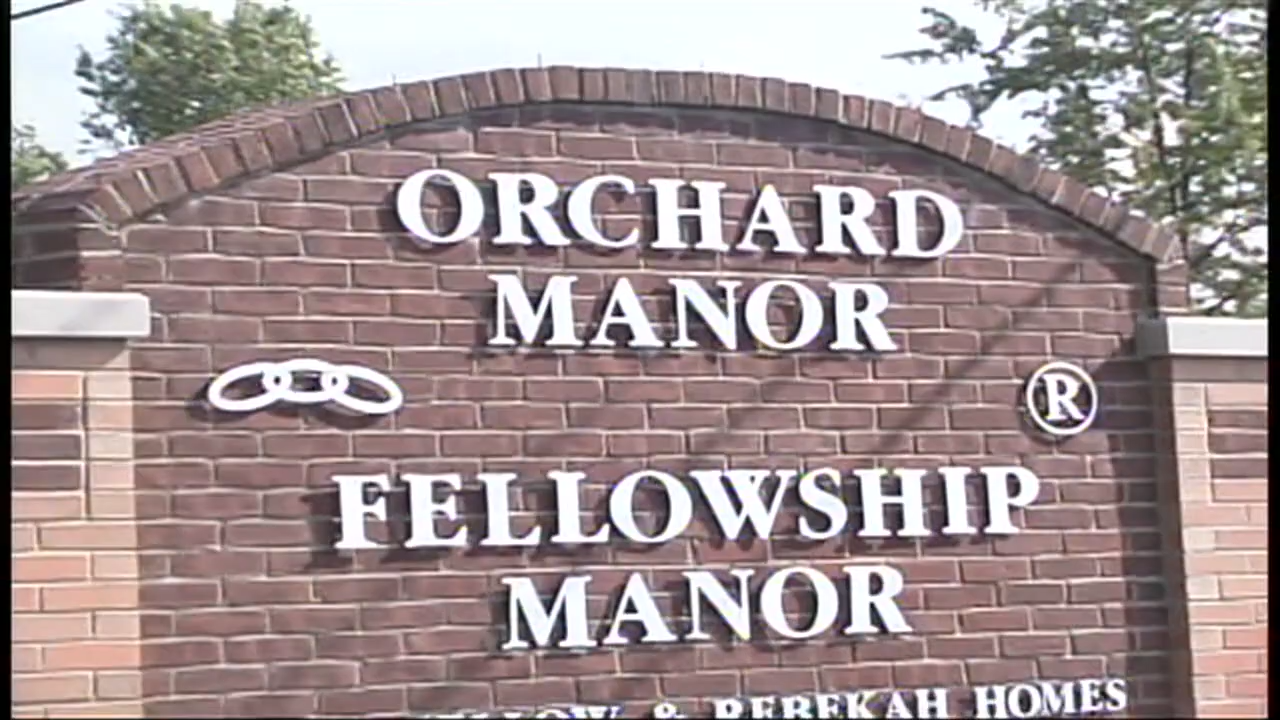 ORCHARD
MANOR
®
FELLOWSHIP
MANOR
& REBEKAH HOMES